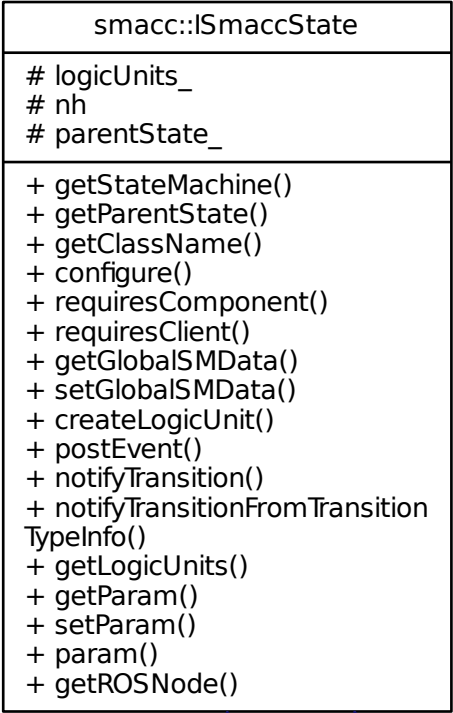 smacc::ISmaccState
# logicUnits_
# nh
# parentState_
+ getStateMachine()
+ getParentState()
+ getClassName()
+ configure()
+ requiresComponent()
+ requiresClient()
+ getGlobalSMData()
+ setGlobalSMData()
+ createLogicUnit()
+ postEvent()
+ notifyTransition()
+ notifyTransitionFromTransition
TypeInfo()
+ getLogicUnits()
+ getParam()
+ setParam()
+ param()
+ getROSNode()